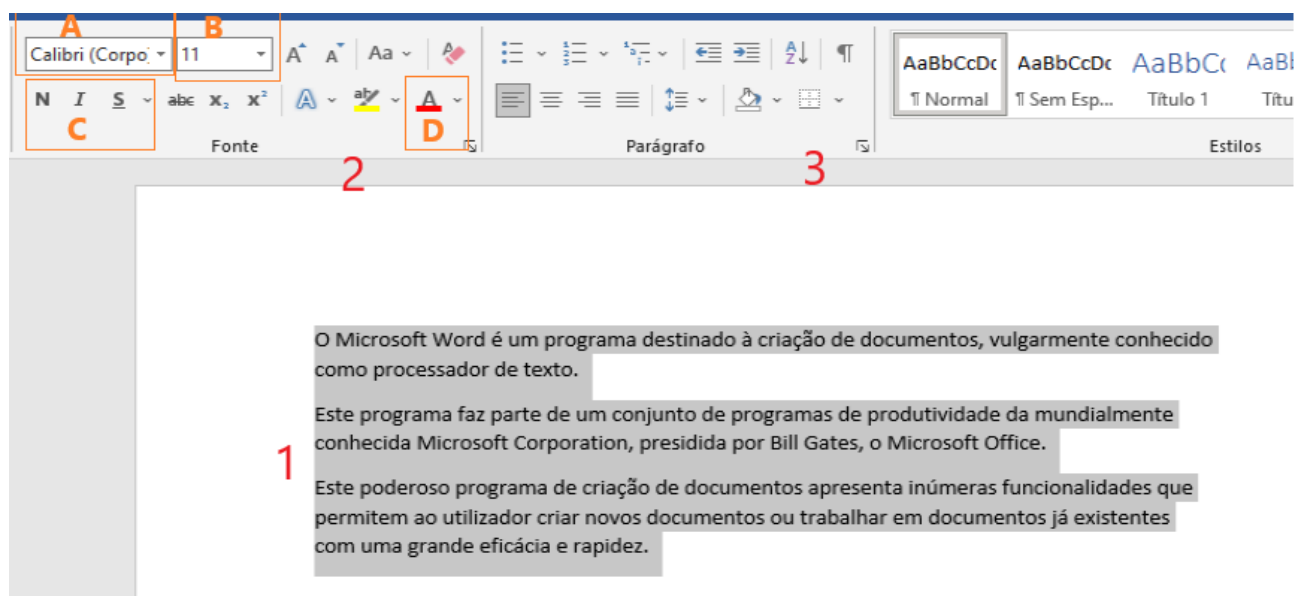 A B
Calibri (Corpo 11 A A Aa A A Z ¶
N I S abc x₂ x² A ab A
C D
AaBbCcDc AaBbCcDc AaBbC AaBl
¶ Normal ¶ Sem Esp... Título 1 Títu
Fonte Parágrafo Estilos
2 3
O Microsoft Word é um programa destinado à criação de documentos, vulgarmente conhecido
como processador de texto.
Este programa faz parte de um conjunto de programas de produtividade da mundialmente
conhecida Microsoft Corporation, presidida por Bill Gates, o Microsoft Office.
1
Este poderoso programa de criação de documentos apresenta inúmeras funcionalidades que
permitem ao utilizador criar novos documentos ou trabalhar em documentos já existentes
com uma grande eficácia e rapidez.